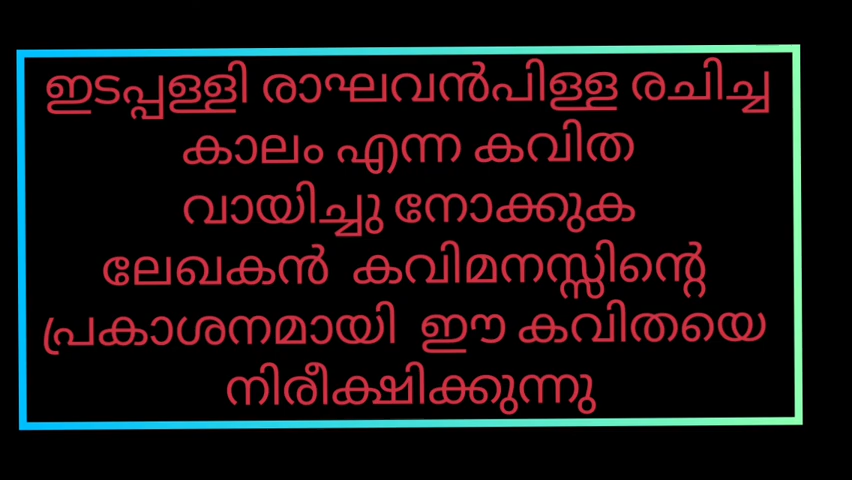 ഇടപ്പള്ളി രാഘവൻപിള്ള രചിച്ച
കാലം എന്ന കവിത
വായിച്ചു നോക്കുക
ലേഖകൻ കവിമനസ്സിന്റെ
പ്രകാശനമായി ഈ കവിതയെ
നിരീക്ഷിക്കുന്നു